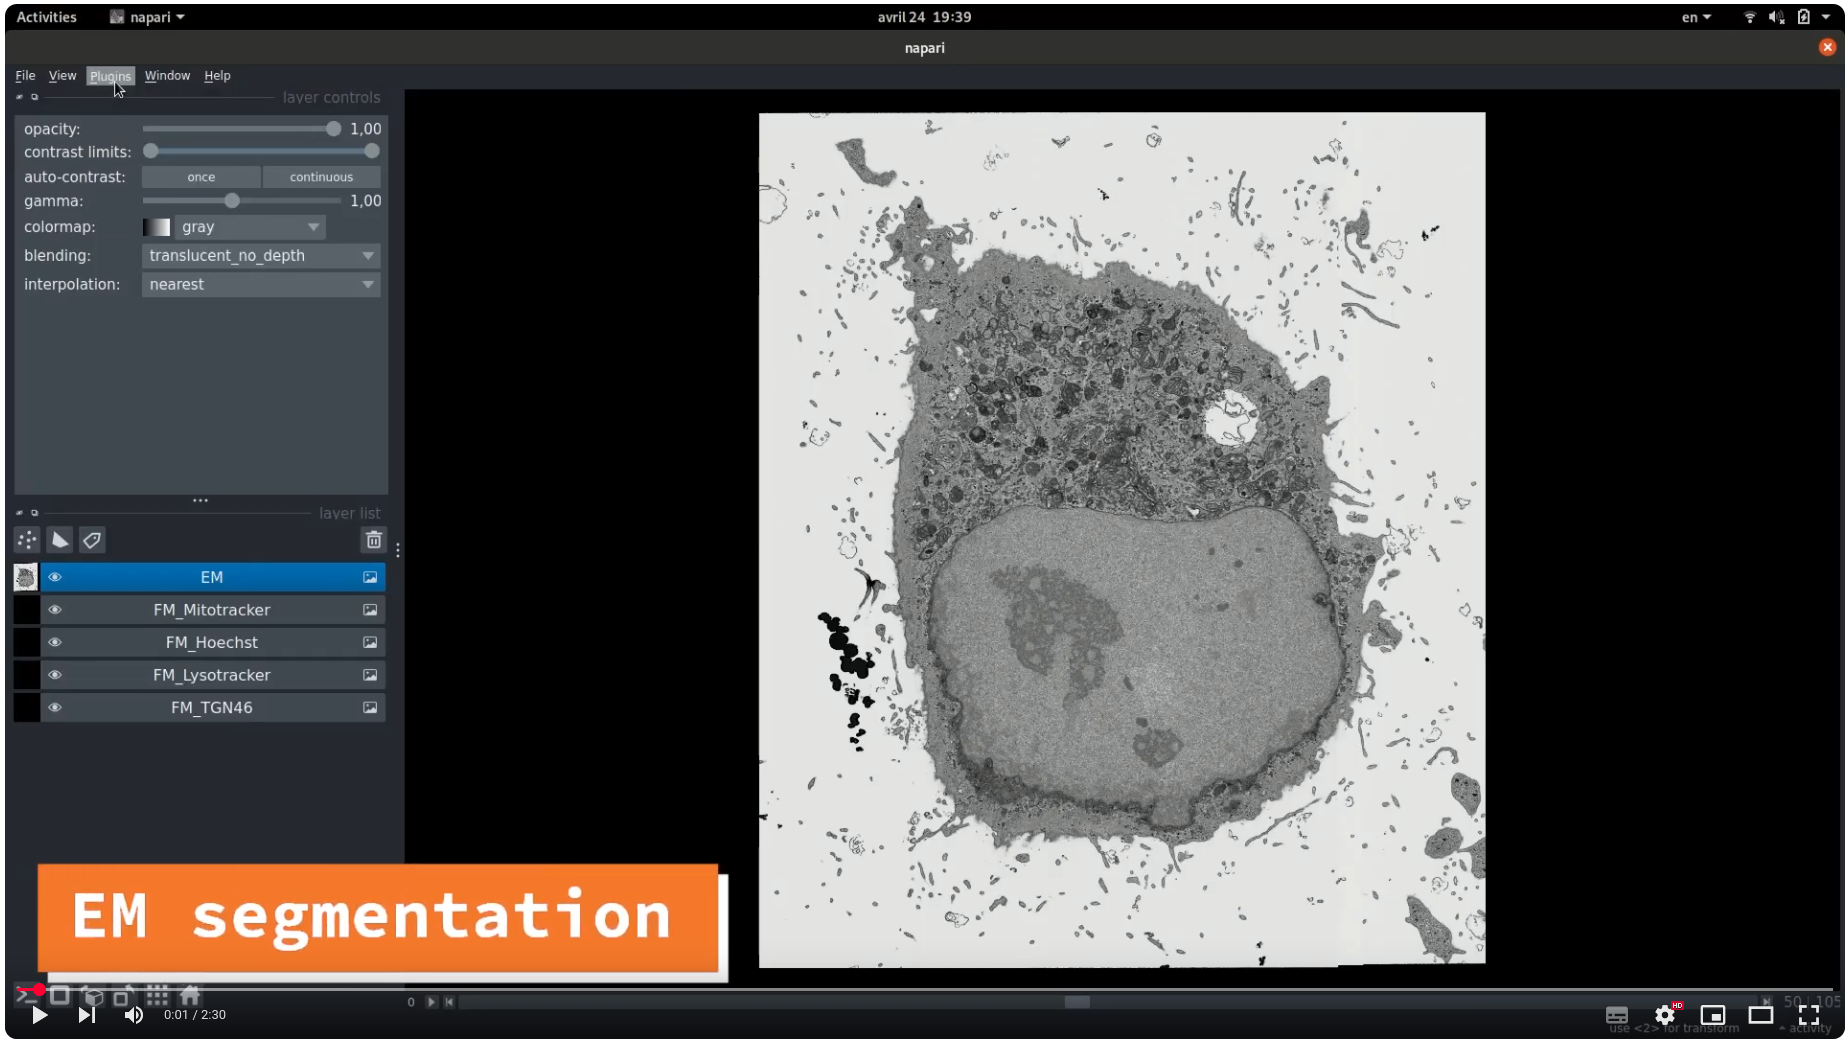 Activities napari avril 24 19:39 en
napari
File View Plugins Window Help
layer controls
opacity: 1,00
contrast limits:
auto-contrast: once continuous
gamma: 1,00
colormap: gray
blending: translucent_no_depth
interpolation: nearest
layer list
EM
FM_Mitotracker
FM_Hoechst
FM_Lysotracker
FM_TGN46
EM segmentation
0 50 | 105
0:01 / 2:30 HD
use <2> for transform activity